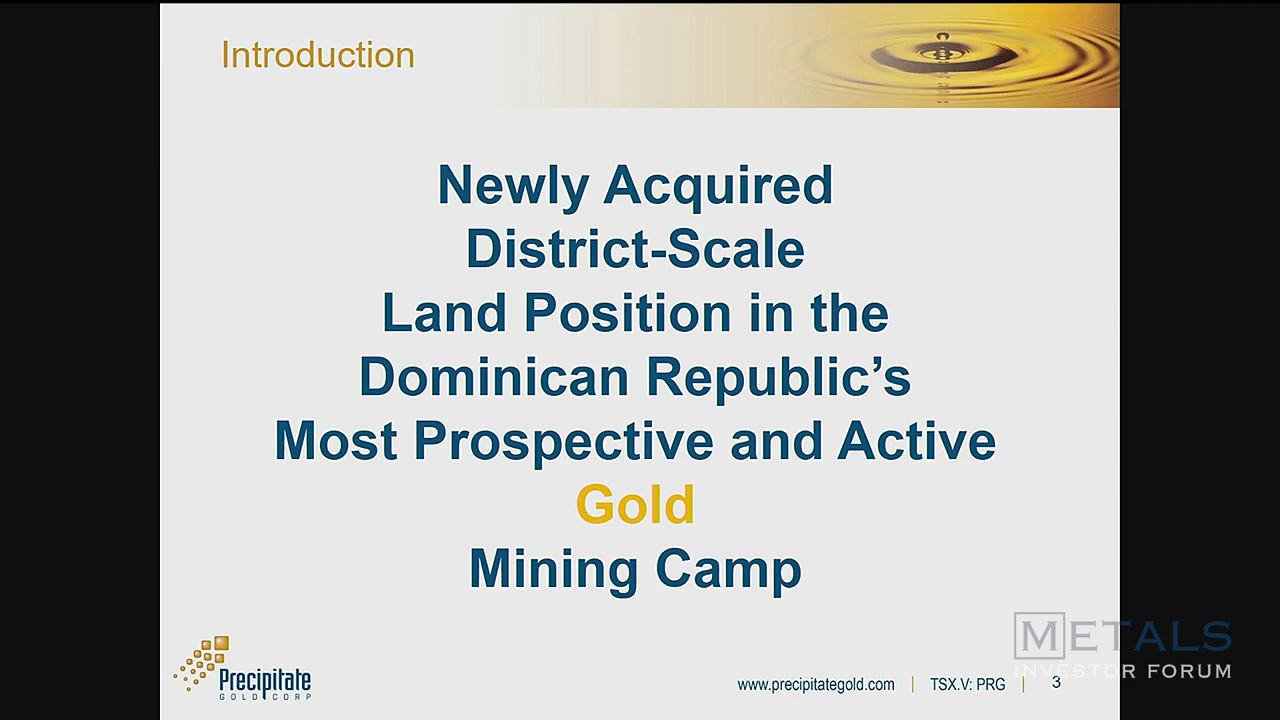 Introduction
Newly Acquired
District-Scale
Land Position in the
Dominican Republic’s
Most Prospective and Active
Gold
Mining Camp
Precipitate
GOLD CORP
www.precipitategold.com | TSX.V: PRG | 3
METALS
INVESTOR FORUM